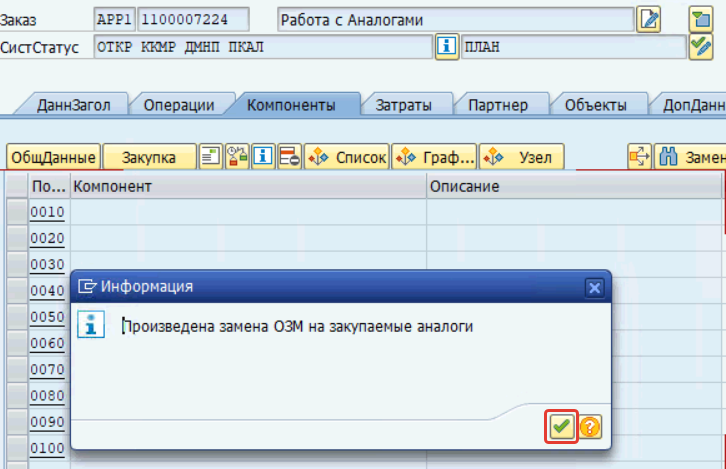 Заказ APP1 1100007224 Работа с Аналогами
СистСтатус ОТКР ККМР ДМНП ПКАЛ ПЛАН
ДаннЗагол Операции Компоненты Затраты Партнер Объекты ДопДанн
ОбщДанные Закупка Список Граф... Узел Замен
По... Компонент Описание
0010
0020
0030
0040
Информация
0050
Произведена замена ОЗМ на закупаемые аналоги
0060
0070
0080
0090
0100